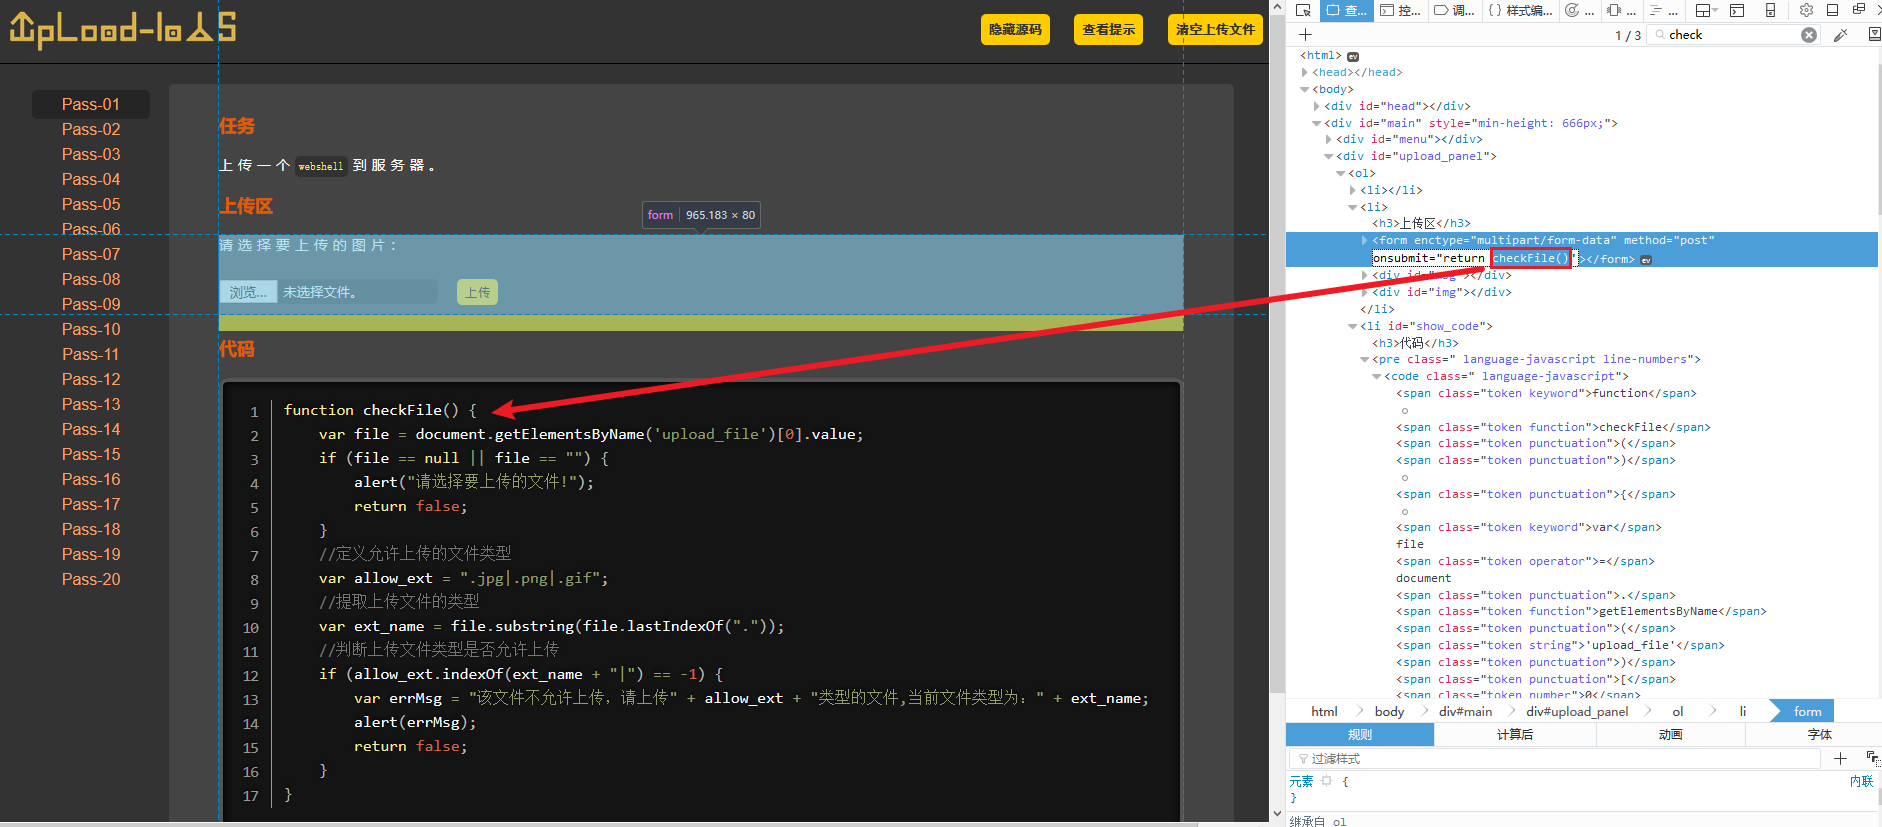 UpLoad-labs
隐藏源码
查看提示
清空上传文件
Pass-01
Pass-02
Pass-03
Pass-04
Pass-05
Pass-06
Pass-07
Pass-08
Pass-09
Pass-10
Pass-11
Pass-12
Pass-13
Pass-14
Pass-15
Pass-16
Pass-17
Pass-18
Pass-19
Pass-20
任务
上传一个 webshell 到服务器。
上传区
form 965.183 × 80
请选择要上传的图片：
浏览... 未选择文件。
上传
代码
1 function checkFile() {
2 var file = document.getElementsByName('upload_file')[0].value;
3 if (file == null || file == "") {
4 alert("请选择要上传的文件!");
5 return false;
6 }
7 //定义允许上传的文件类型
8 var allow_ext = ".jpg|.png|.gif";
9 //提取上传文件的类型
10 var ext_name = file.substring(file.lastIndexOf("."));
11 //判断上传文件类型是否允许上传
12 if (allow_ext.indexOf(ext_name + "|") == -1) {
13 var errMsg = "该文件不允许上传，请上传" + allow_ext + "类型的文件,当前文件类型为：" + ext_name;
14 alert(errMsg);
15 return false;
16 }
17 }
查...
控...
调...
{} 样式编...
...
...
...
1 / 3
check
<html> ev
<head></head>
<body>
<div id="head"></div>
<div id="main" style="min-height: 666px;">
<div id="menu"></div>
<div id="upload_panel">
<ol>
<li></li>
<li>
<h3>上传区</h3>
<form enctype="multipart/form-data" method="post"
onsubmit="return checkFile()"></form> ev
<div id="msg"></div>
<div id="img"></div>
</li>
<li id="show_code">
<h3>代码</h3>
<pre class=" language-javascript line-numbers">
<code class=" language-javascript">
<span class="token keyword">function</span>
<span class="token function">checkFile</span>
<span class="token punctuation">(</span>
<span class="token punctuation">)</span>
<span class="token punctuation">{</span>
<span class="token keyword">var</span>
file
<span class="token operator">=</span>
document
<span class="token punctuation">.</span>
<span class="token function">getElementsByName</span>
<span class="token punctuation">(</span>
<span class="token string">'upload_file'</span>
<span class="token punctuation">)</span>
<span class="token punctuation">[</span>
<span class="token number">0</span>
html
body
div#main
div#upload_panel
ol
li
form
规则
计算后
动画
字体
过滤样式
元素 {
内联
}
继承自 ol